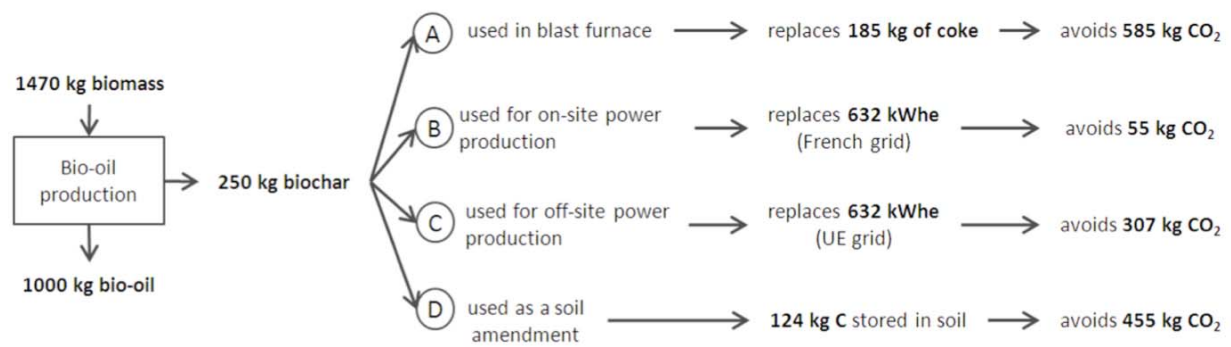 1470 kg biomass
Bio-oil
production
1000 kg bio-oil
250 kg biochar
A
used in blast furnace
replaces 185 kg of coke
avoids 585 kg CO₂
B
used for on-site power
production
replaces 632 kWhe
(French grid)
avoids 55 kg CO₂
C
used for off-site power
production
replaces 632 kWhe
(UE grid)
avoids 307 kg CO₂
D
used as a soil
amendment
124 kg C stored in soil
avoids 455 kg CO₂